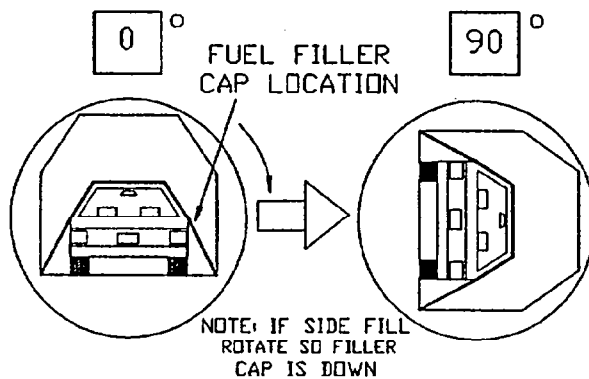 0 °
90 °
FUEL FILLER
CAP LOCATION
NOTE: IF SIDE FILL
ROTATE SO FILLER
CAP IS DOWN